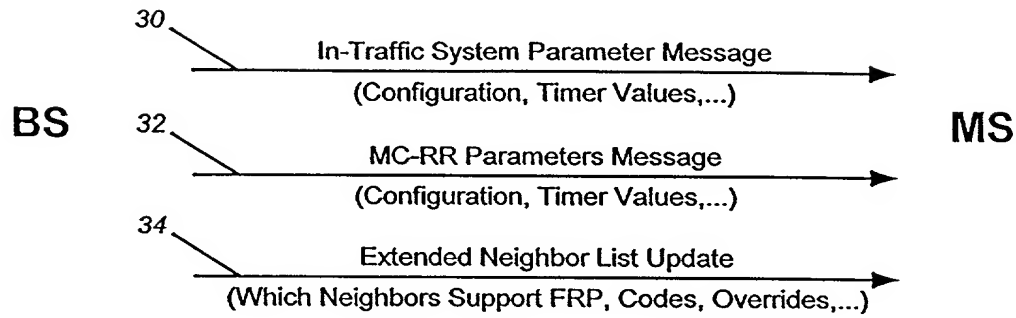 30
In-Traffic System Parameter Message
(Configuration, Timer Values,...)
BS
MS
32
MC-RR Parameters Message
(Configuration, Timer Values,...)
34
Extended Neighbor List Update
(Which Neighbors Support FRP, Codes, Overrides,...)